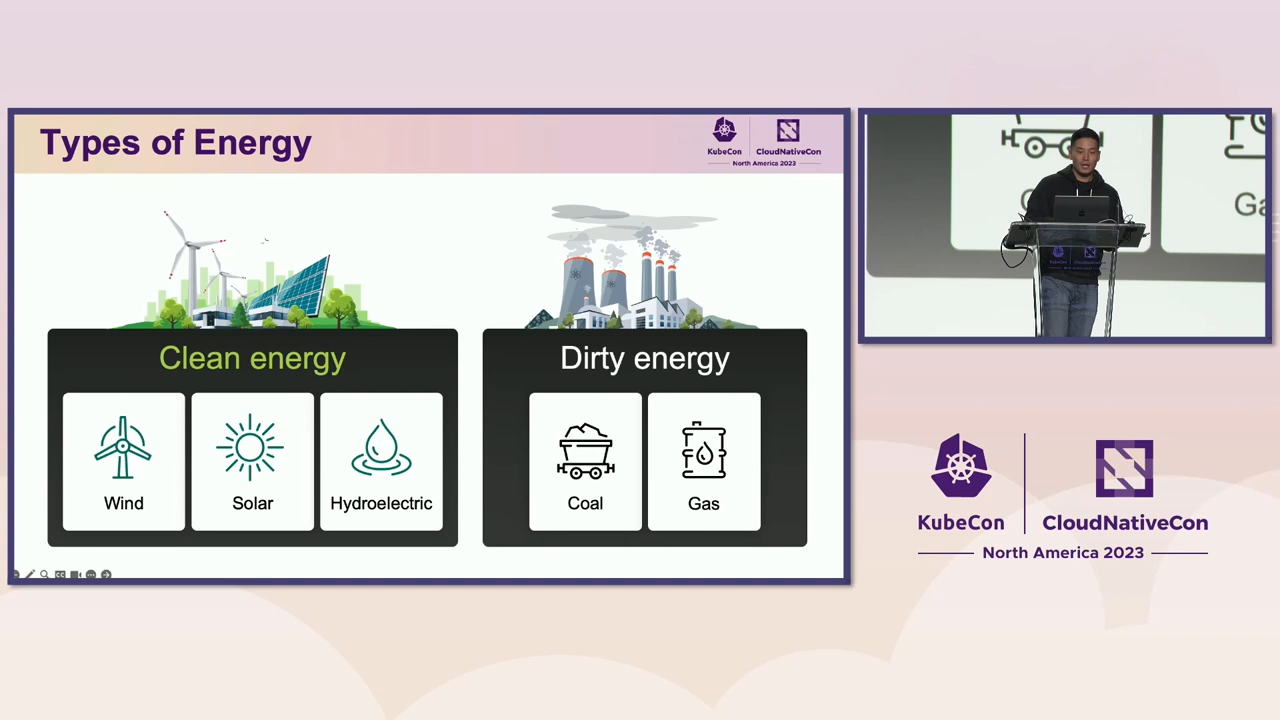 Types of Energy
KubeCon
CloudNativeCon
North America 2023
Clean energy
Dirty energy
Wind
Solar
Hydroelectric
Coal
Gas
Ga
KubeCon
CloudNativeCon
North America 2023